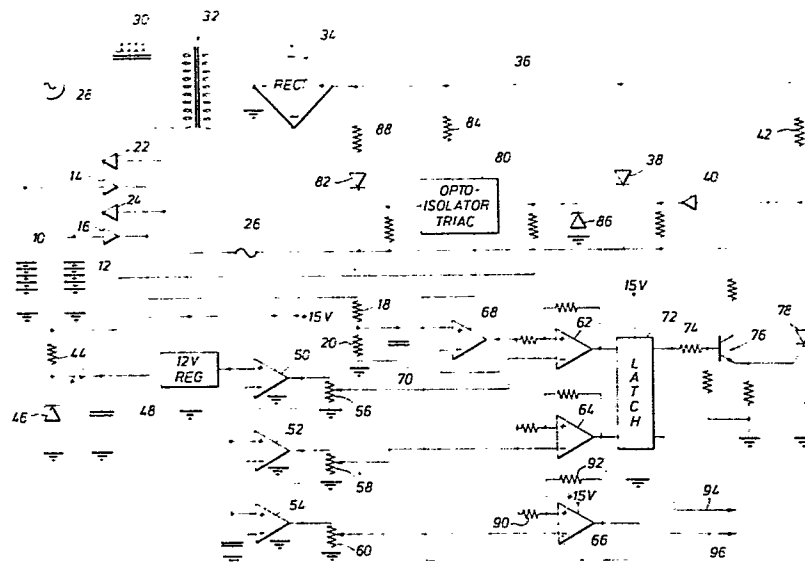 30 32 34
28 RECT 36
88 84 42
22 80 38
14 82 OPTO- 40
24 ISOLATOR
16 TRIAC 86
10 26
12
18 68 15V
+15V 62 72 74 78
44 20 76
12V
REG 50 70 LATCH
46 48 56 64
52
58 92
54 +15V 94
90
60 66 96